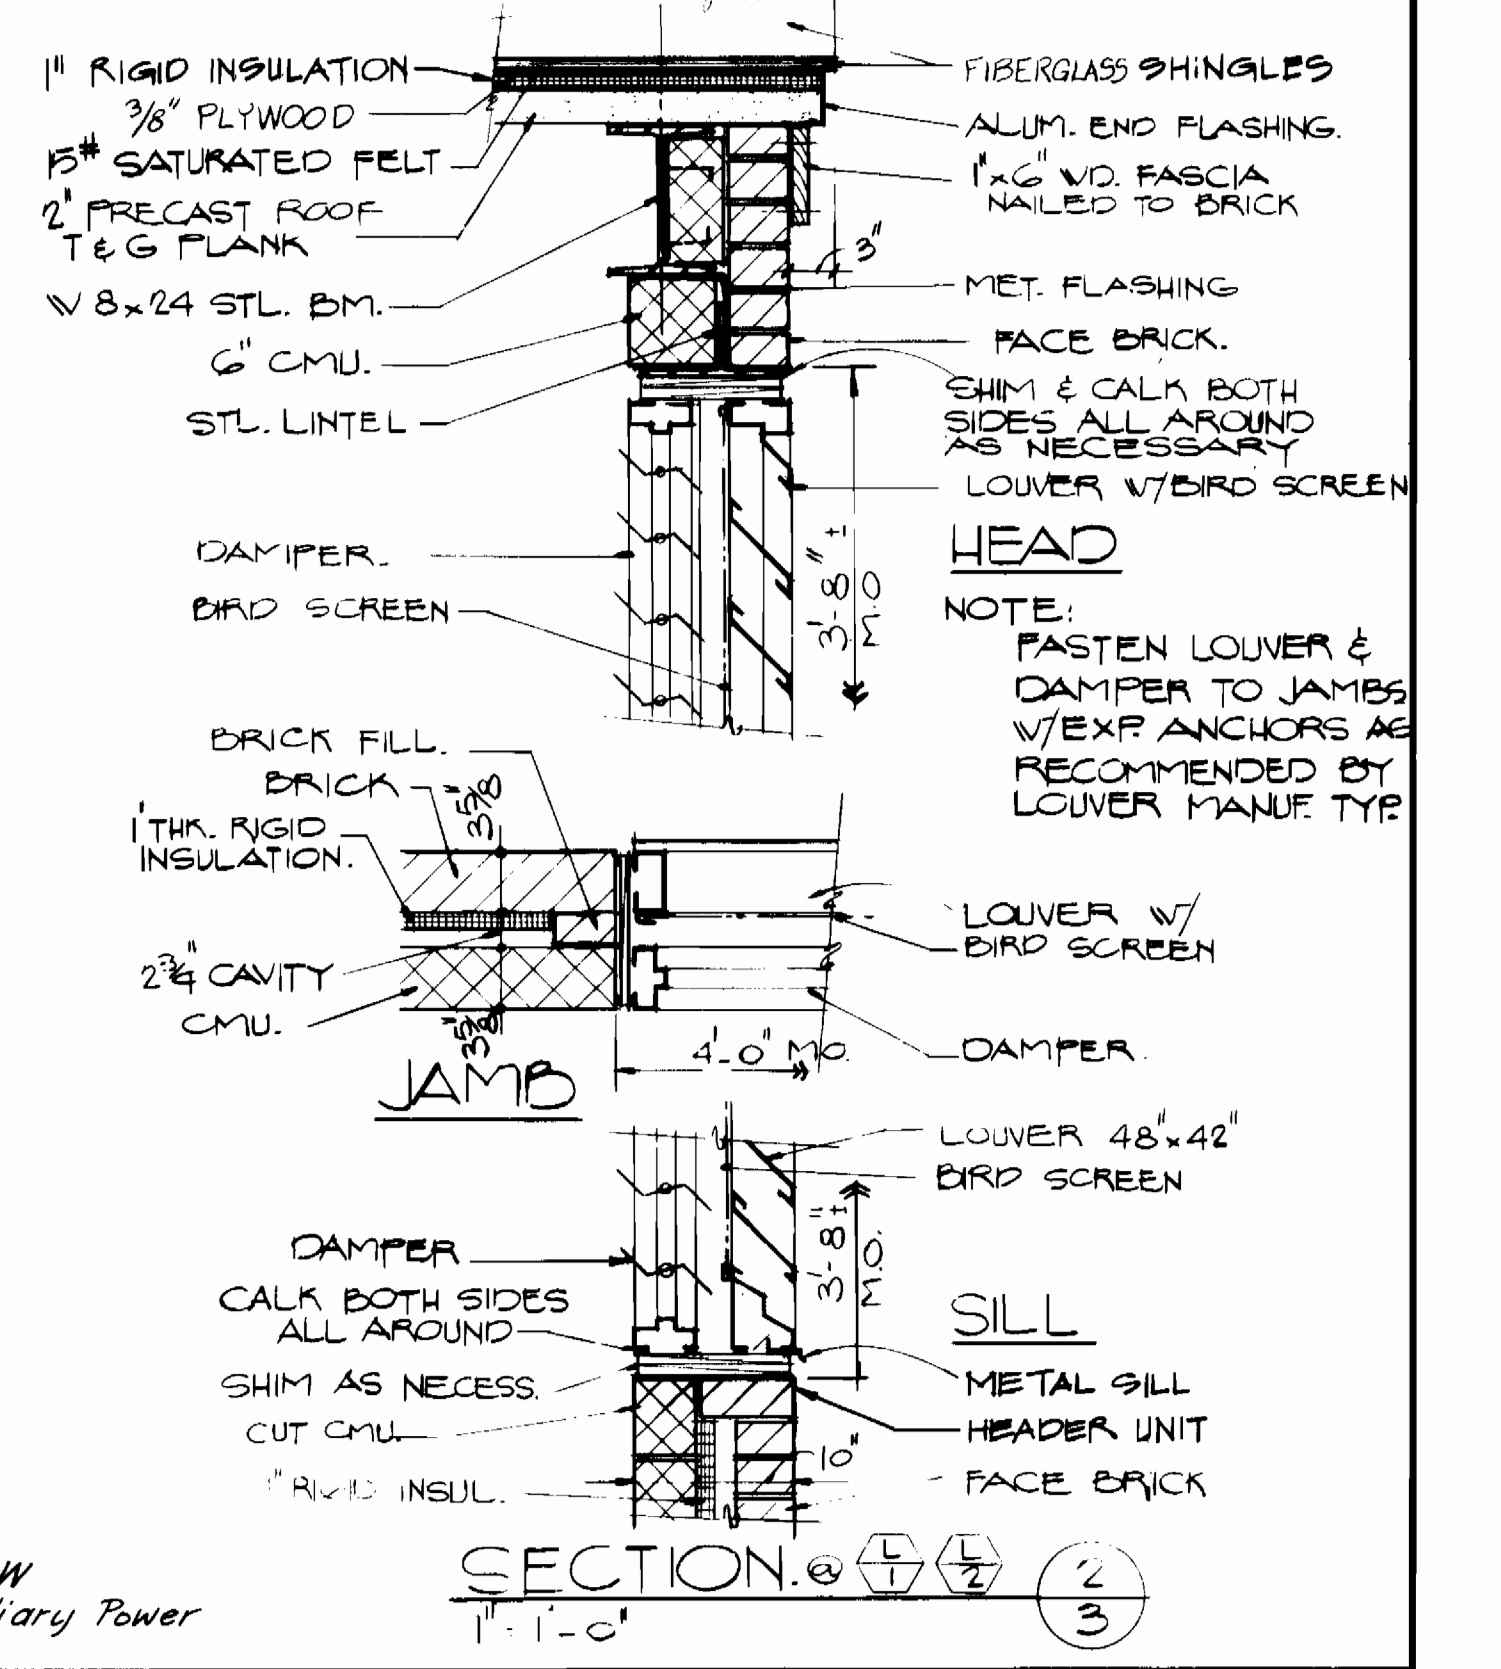 1" RIGID INSULATION
3/8" PLYWOOD
15# SATURATED FELT
2" PRECAST ROOF
T & G PLANK
W 8x24 STL. BM.
6" CMU.
STL. LINTEL
FIBERGLASS SHINGLES
ALUM. END FLASHING.
1"x6" WD. FASCIA
NAILED TO BRICK
3"
MET. FLASHING
FACE BRICK.
SHIM & CALK BOTH
SIDES ALL AROUND
AS NECESSARY
LOUVER W/BIRD SCREEN
HEAD
DAMPER.
BIRD SCREEN
3'-8" ±
M.O
NOTE:
FASTEN LOUVER &
DAMPER TO JAMBS
W/EXP. ANCHORS AS
RECOMMENDED BY
LOUVER MANUF. TYP.
BRICK FILL.
BRICK
3 5/8"
1" THK. RIGID
INSULATION.
2 3/4" CAVITY
CMU.
3 5/8"
JAMB
4'-0" M.O.
LOUVER W/
BIRD SCREEN
DAMPER.
LOUVER 48"x42"
BIRD SCREEN
3'-8" ±
M.O.
DAMPER
CALK BOTH SIDES
ALL AROUND
SHIM AS NECESS.
CUT CMU.
1" RIGID INSUL.
SILL
METAL SILL
HEADER UNIT
10"
FACE BRICK
SECTION. @ L/1 L/2
2
3
1" = 1'-0"
Power